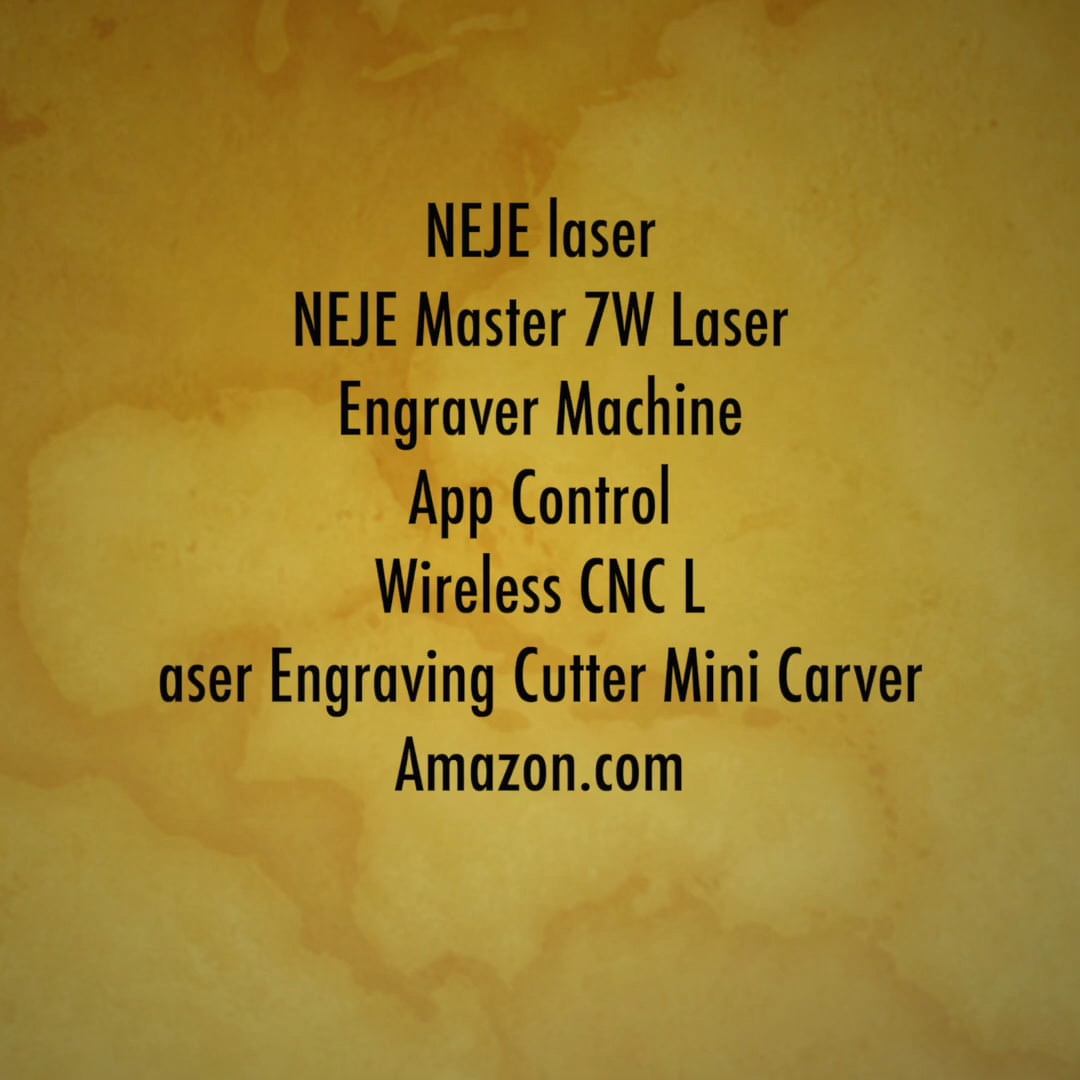 NEJE laser
NEJE Master 7W Laser
Engraver Machine
App Control
Wireless CNC L
aser Engraving Cutter Mini Carver
Amazon.com